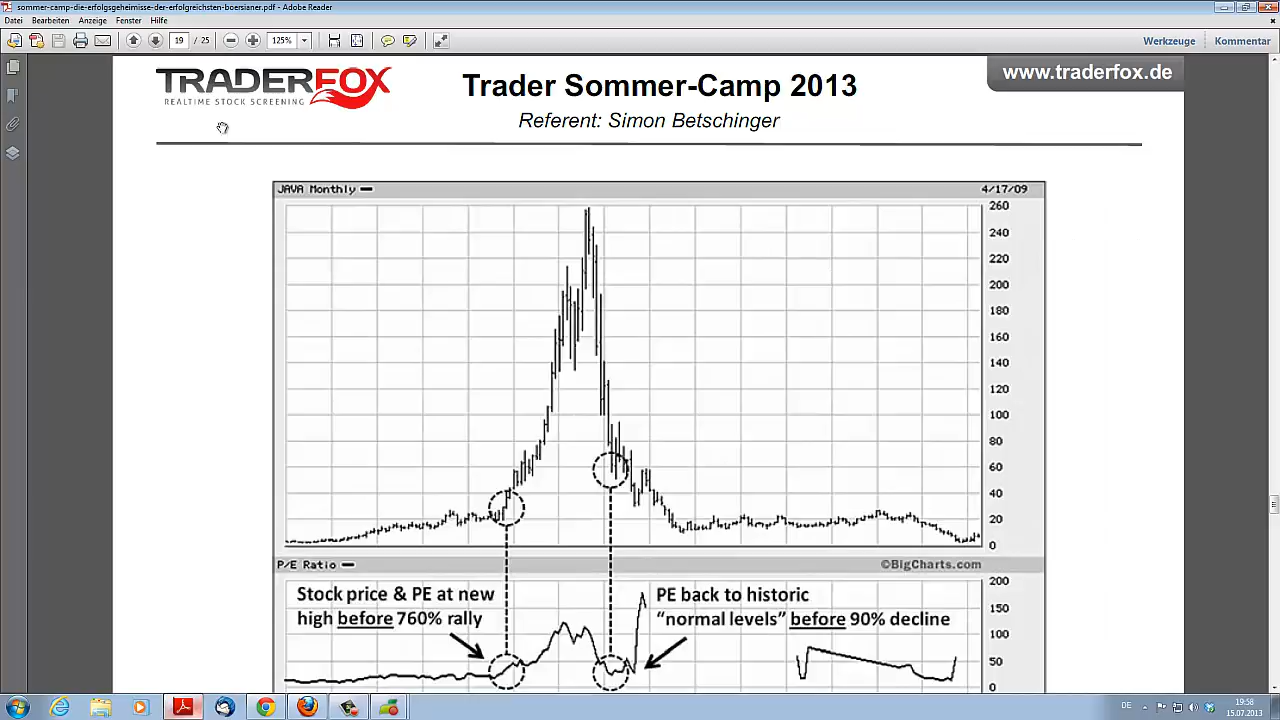 sommer-camp-die-erfolgsgeheimisse-der-erfolgreichsten-boersianer.pdf - Adobe Reader
Datei Bearbeiten Anzeige Fenster Hilfe
19 / 25 125% Werkzeuge Kommentar
TRADERFOX
REALTIME STOCK SCREENING
Trader Sommer-Camp 2013
Referent: Simon Betschinger
www.traderfox.de
JAVA Monthly 4/17/09
260
240
220
200
180
160
140
120
100
80
60
40
20
0
P/E Ratio ©BigCharts.com
200
150
100
50
0
Stock price & PE at new
high before 760% rally
PE back to historic
"normal levels" before 90% decline
DE 19:58
15.07.2013